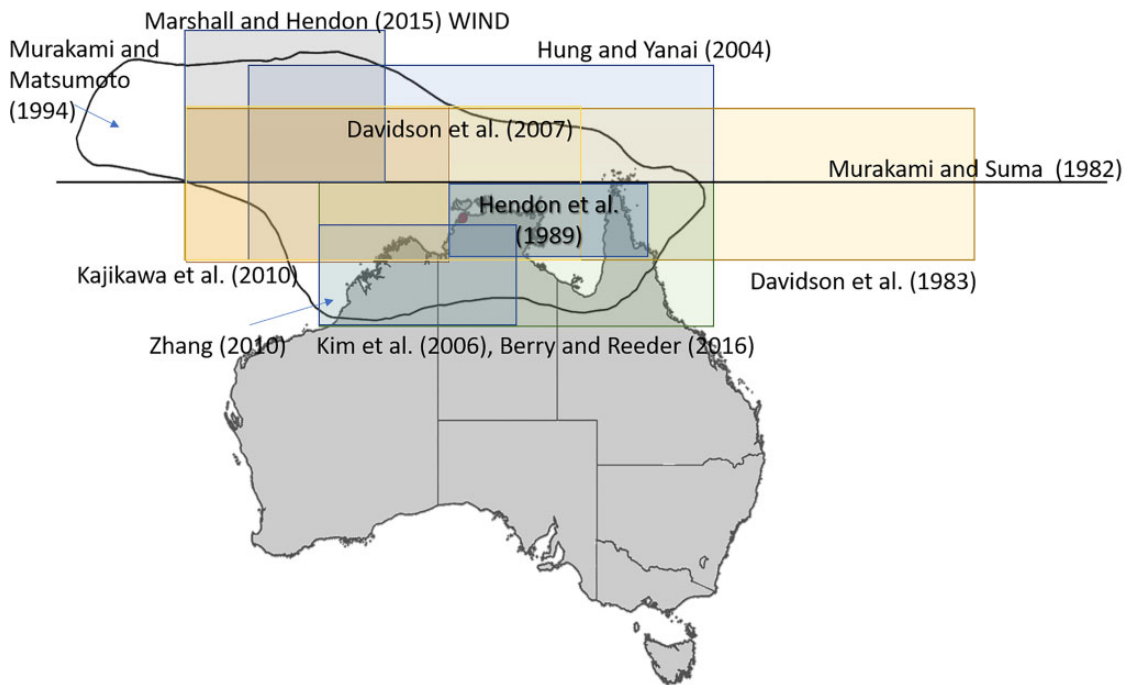 Marshall and Hendon (2015) WIND
Murakami and
Matsumoto
(1994)
Hung and Yanai (2004)
Davidson et al. (2007)
Murakami and Suma  (1982)
Hendon et al.
(1989)
Kajikawa et al. (2010)
Davidson et al. (1983)
Zhang (2010)
Kim et al. (2006), Berry and Reeder (2016)